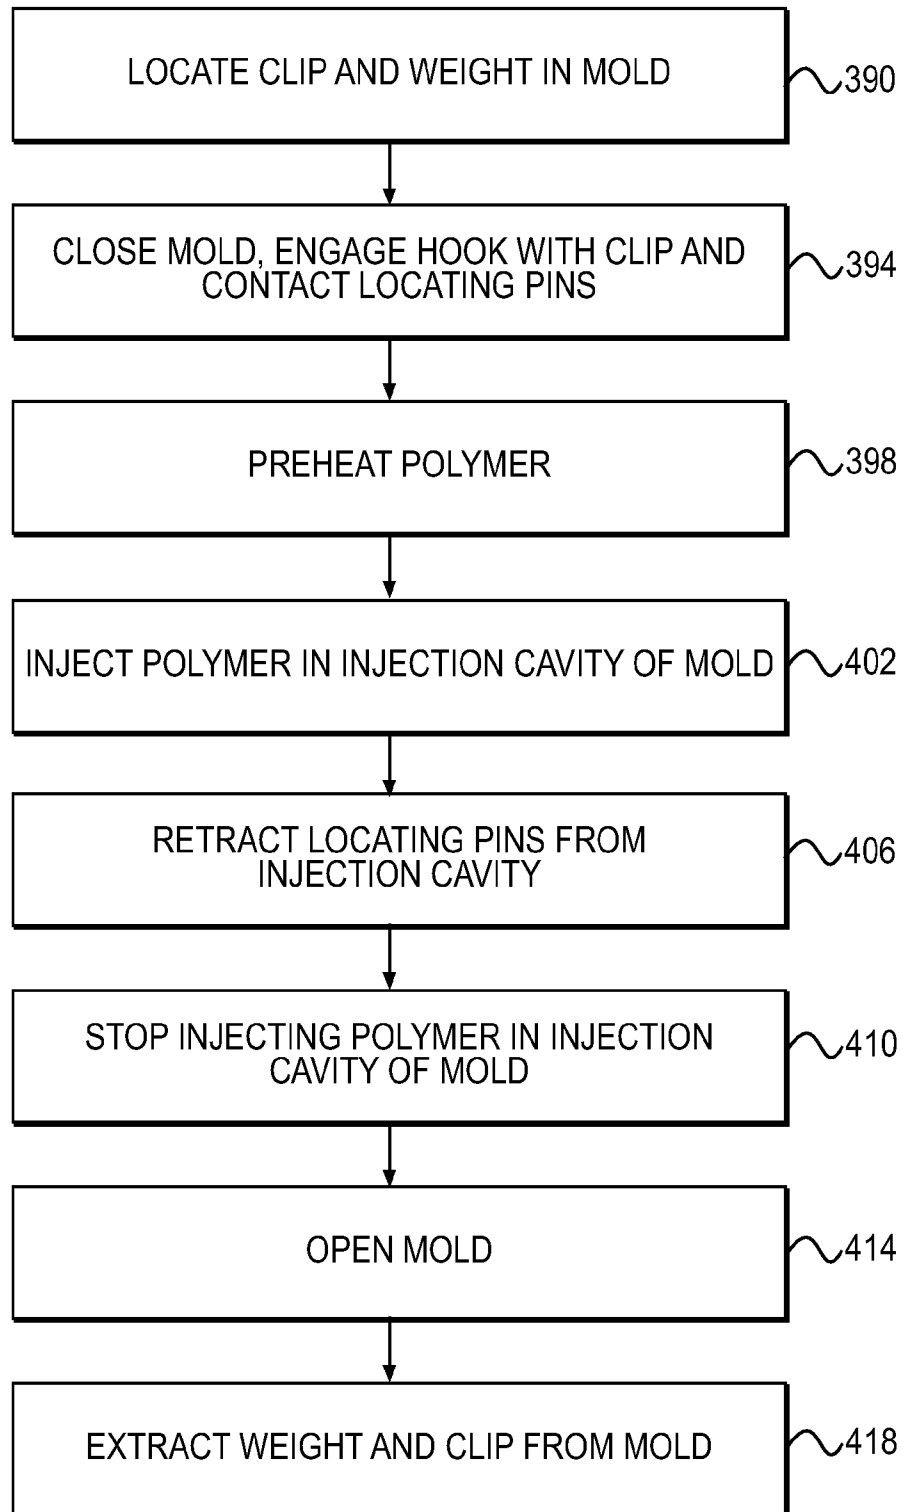 LOCATE CLIP AND WEIGHT IN MOLD
390
CLOSE MOLD, ENGAGE HOOK WITH CLIP AND
CONTACT LOCATING PINS
394
PREHEAT POLYMER
398
INJECT POLYMER IN INJECTION CAVITY OF MOLD
402
RETRACT LOCATING PINS FROM
INJECTION CAVITY
406
STOP INJECTING POLYMER IN INJECTION
CAVITY OF MOLD
410
OPEN MOLD
414
EXTRACT WEIGHT AND CLIP FROM MOLD
418